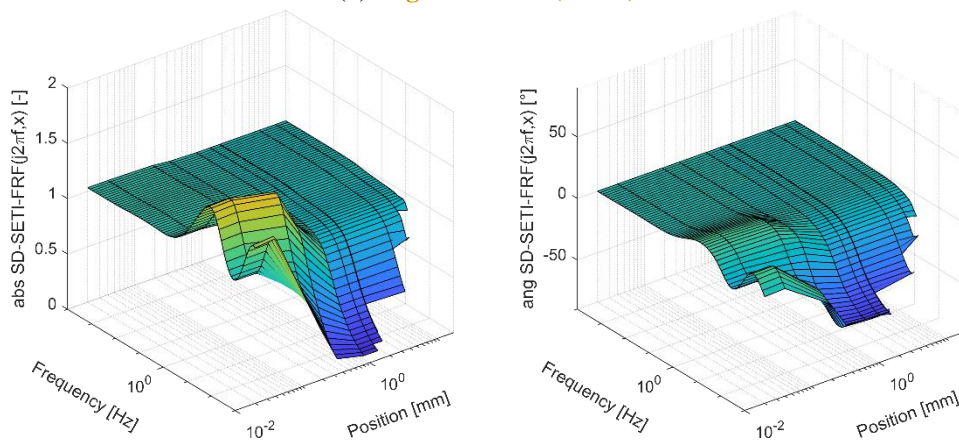 2
1.5
1
0.5
0
abs SD-SETI-FRF(j2πf,x) [-]
Frequency [Hz]
10^0
10^-2
10^0
Position [mm]
50
0
-50
ang SD-SETI-FRF(j2πf,x) [°]
Frequency [Hz]
10^0
10^-2
10^0
Position [mm]